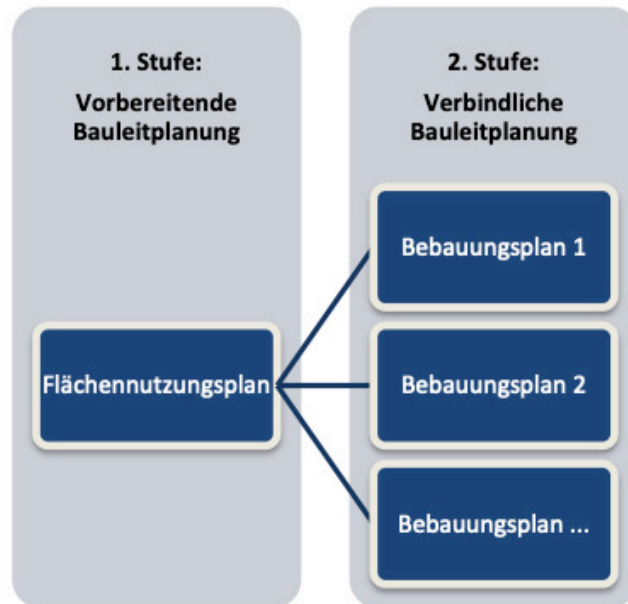 1. Stufe:
Vorbereitende
Bauleitplanung
Flächennutzungsplan
2. Stufe:
Verbindliche
Bauleitplanung
Bebauungsplan 1
Bebauungsplan 2
Bebauungsplan ...